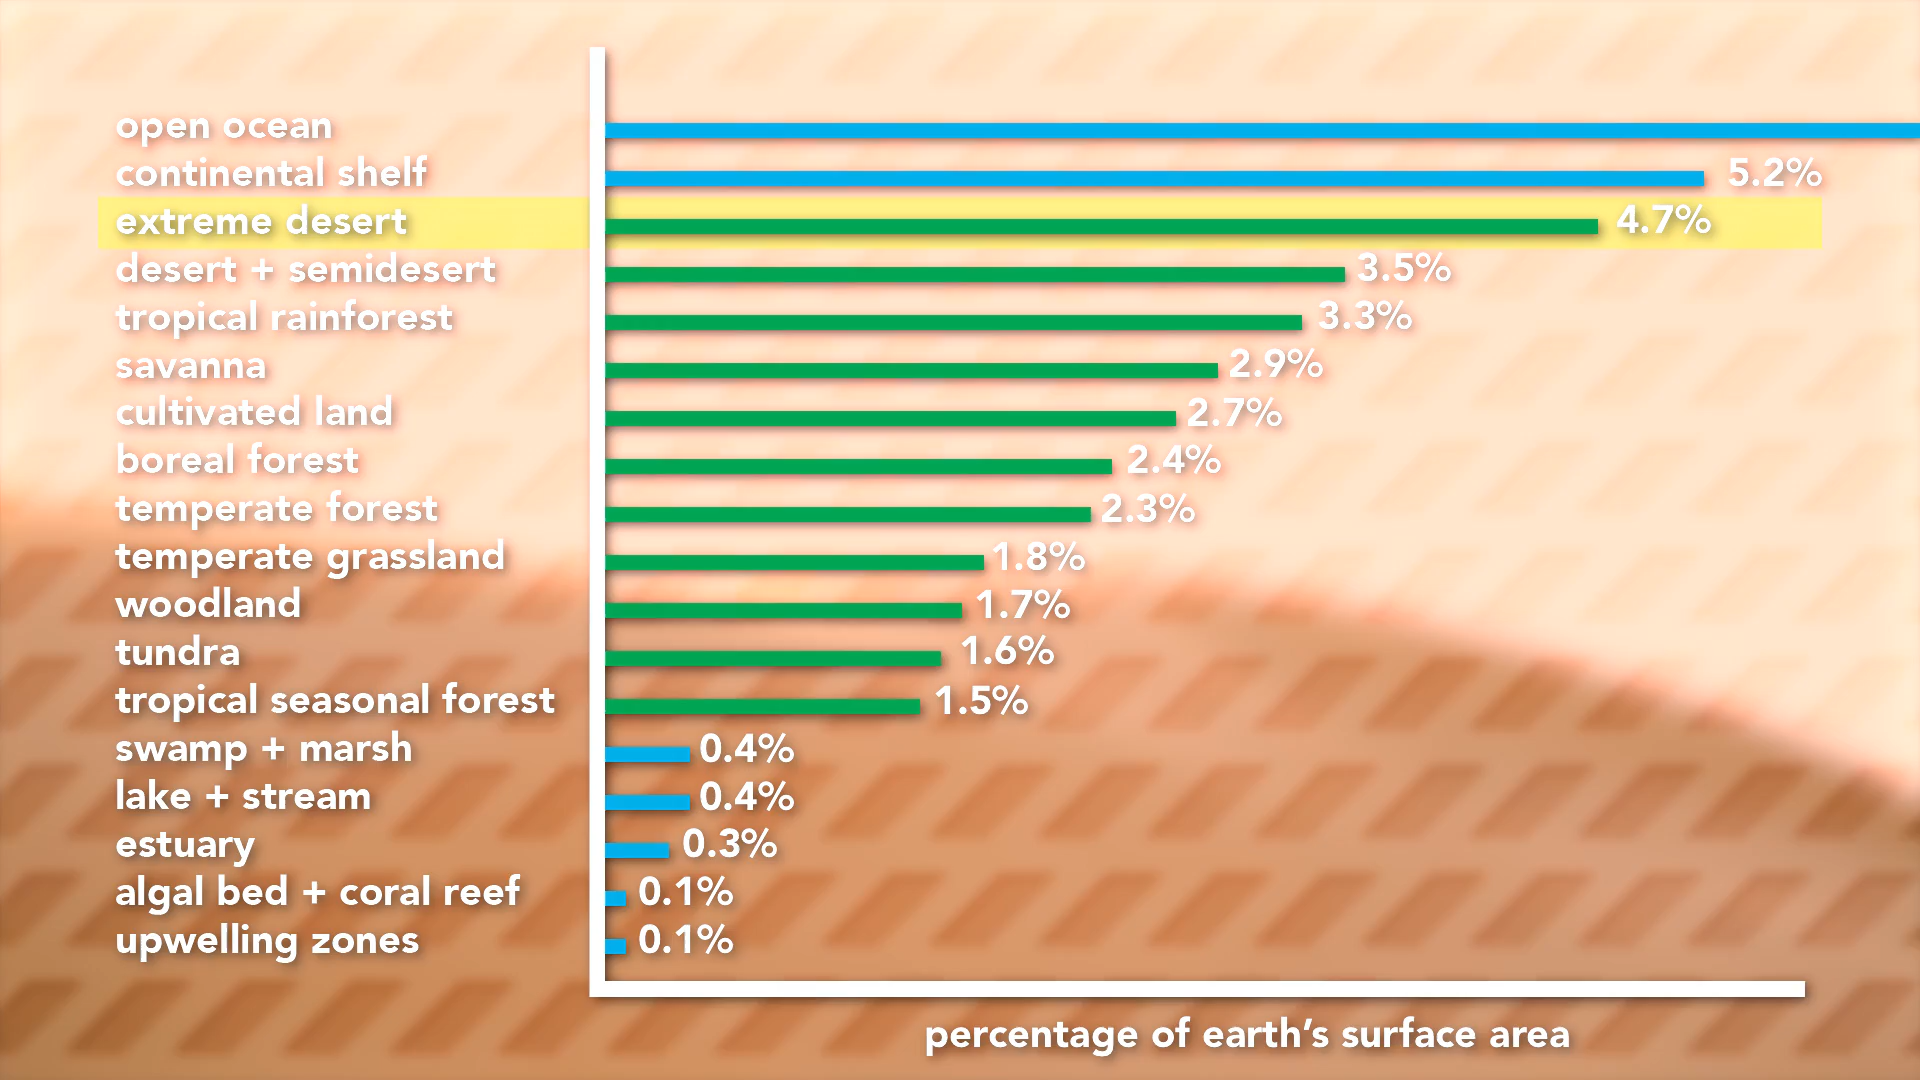 open ocean
continental shelf 5.2%
extreme desert 4.7%
desert + semidesert 3.5%
tropical rainforest 3.3%
savanna 2.9%
cultivated land 2.7%
boreal forest 2.4%
temperate forest 2.3%
temperate grassland 1.8%
woodland 1.7%
tundra 1.6%
tropical seasonal forest 1.5%
swamp + marsh 0.4%
lake + stream 0.4%
estuary 0.3%
algal bed + coral reef 0.1%
upwelling zones 0.1%
percentage of earth’s surface area